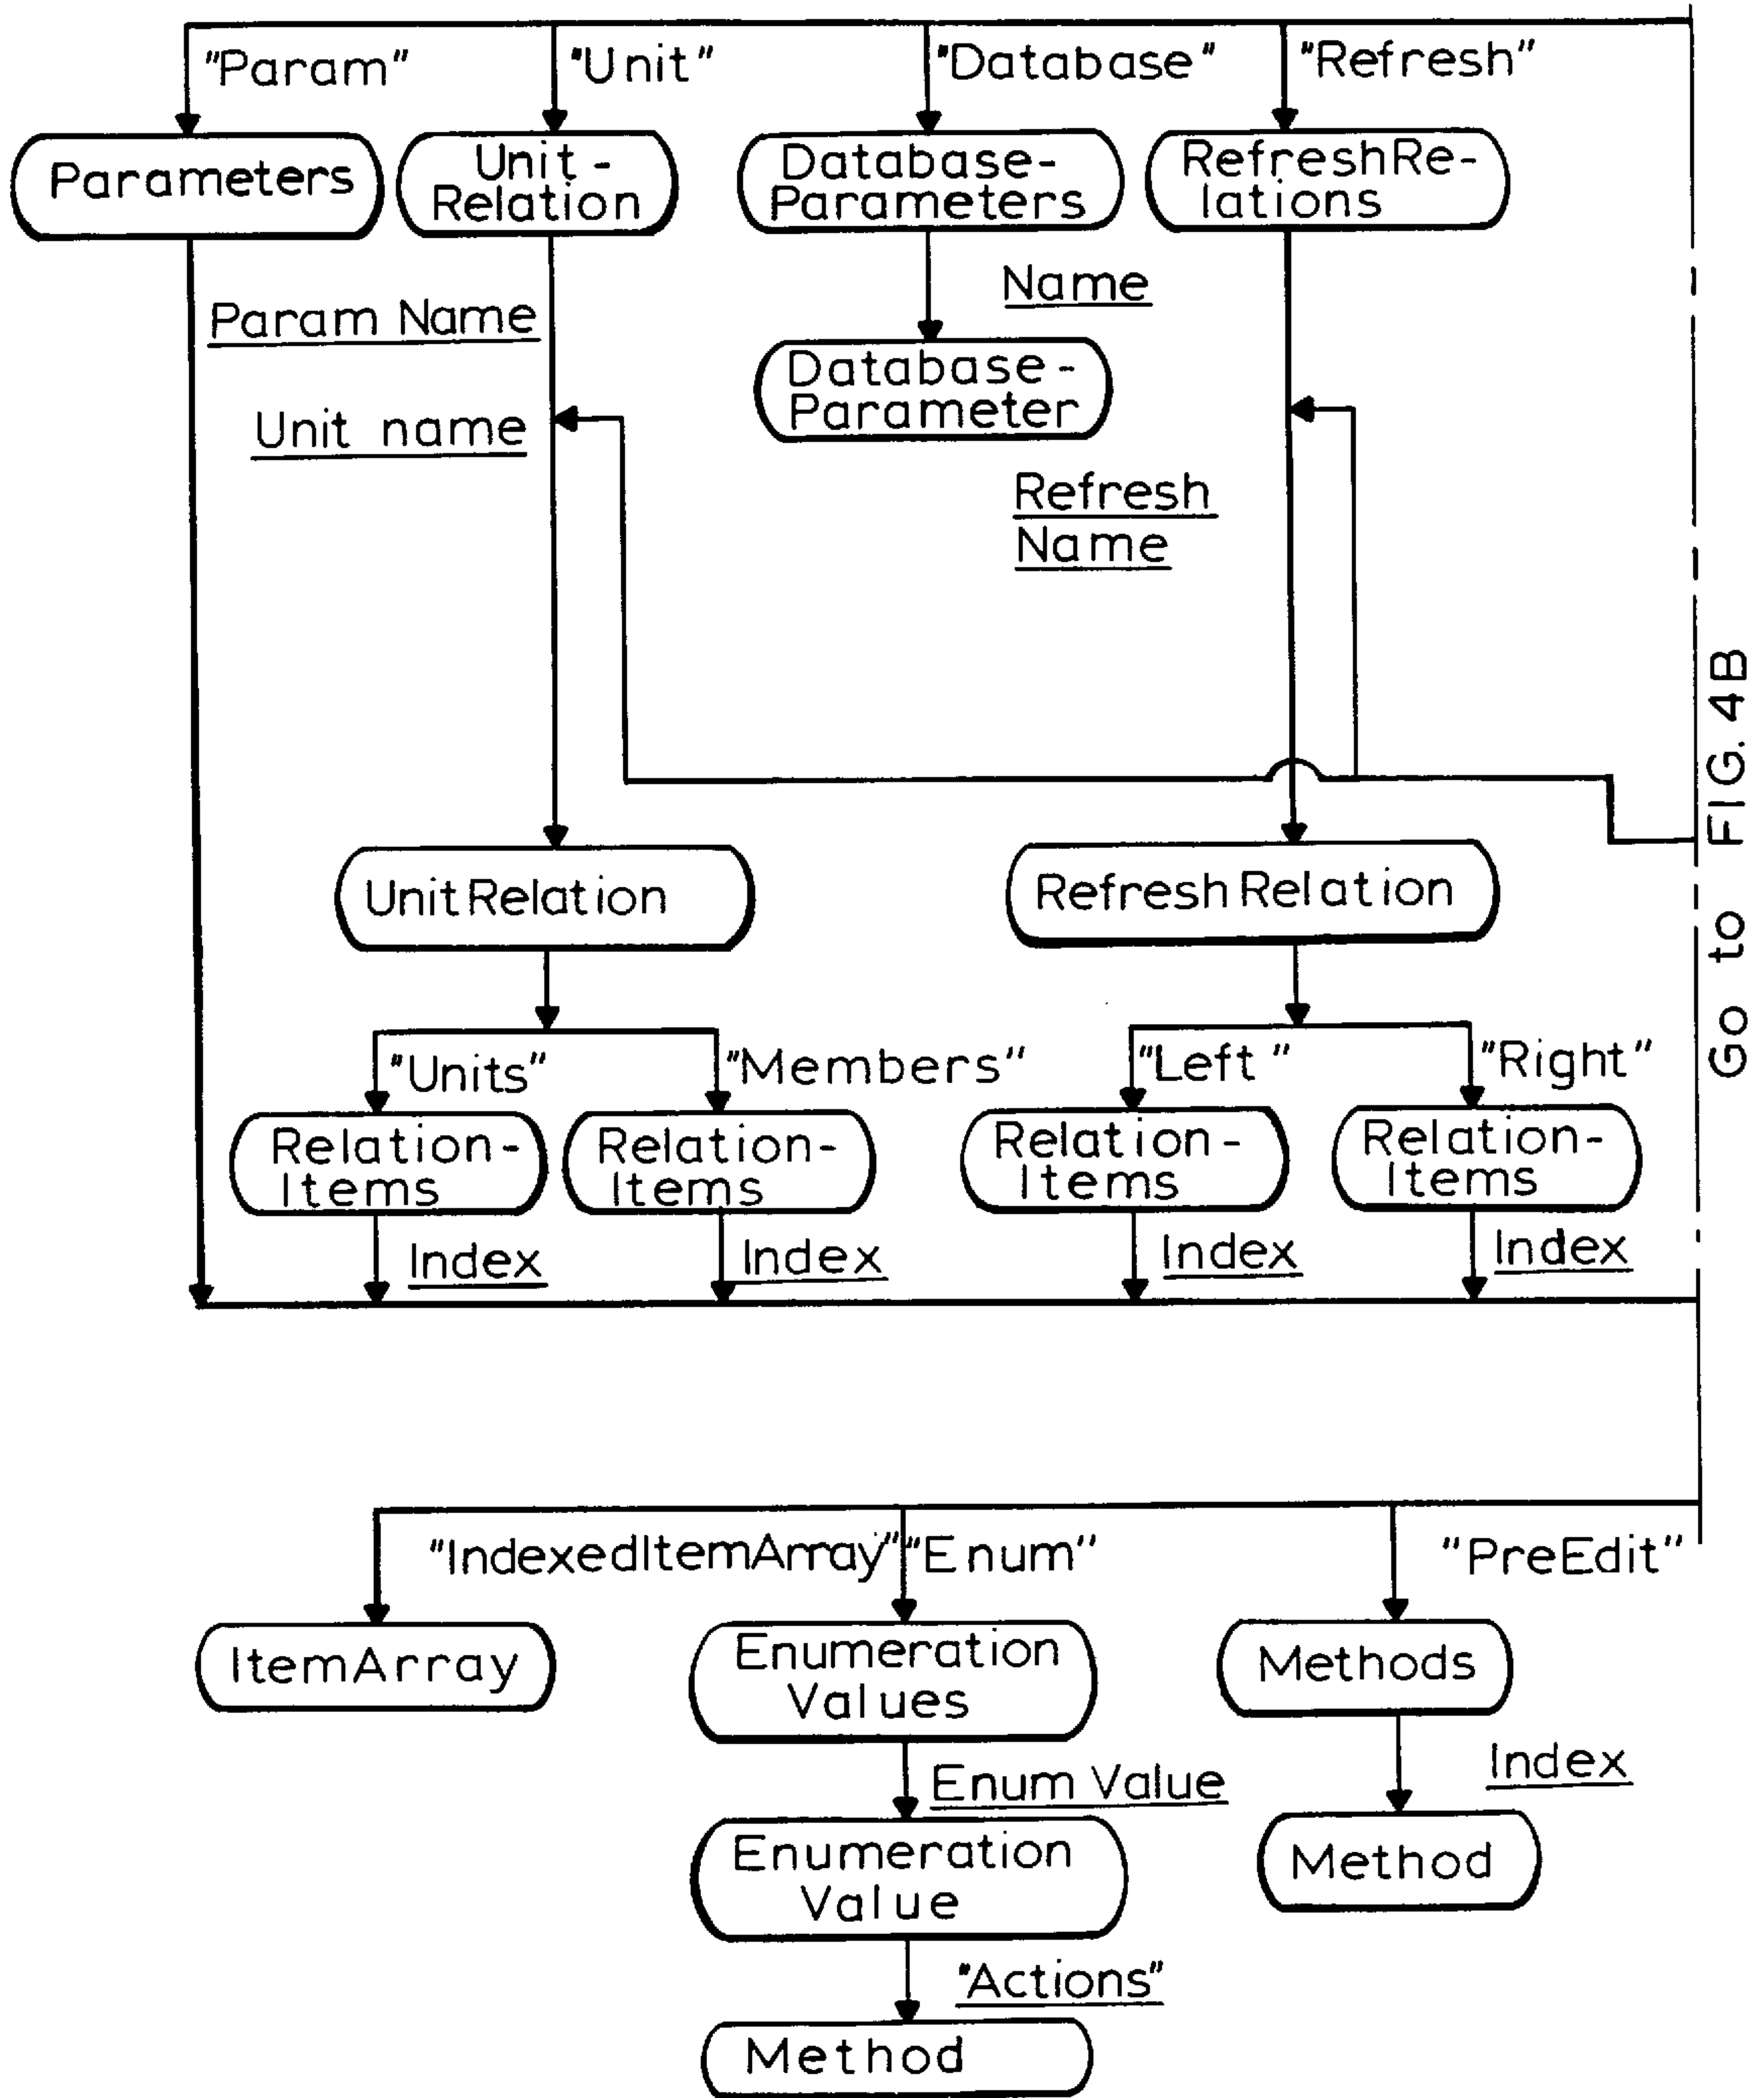 "Param"
"Unit"
"Database"
"Refresh"
Parameters
Unit-
Relation
Database-
Parameters
RefreshRe-
lations
Param Name
Name
Database-
Parameter
Unit name
Refresh
Name
Go to FIG. 4B
UnitRelation
RefreshRelation
"Units"
"Members"
"Left"
"Right"
Relation-
Items
Relation-
Items
Relation-
Items
Relation-
Items
Index
Index
Index
Index
"IndexedItemArray"
"Enum"
"PreEdit"
ItemArray
Enumeration
Values
Methods
Enum Value
Index
Enumeration
Value
Method
"Actions"
Method